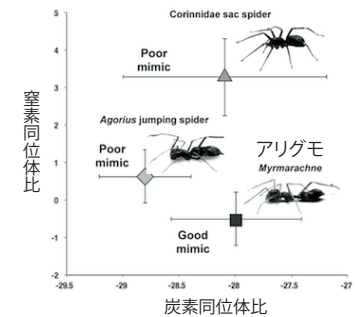 Corinnidae sac spider
5
4
Poor
mimic
3
窒素同位体比
2
Agorius jumping spider
アリグモ
Myrmarachne
Poor
mimic
1
0
Good
mimic
-1
-2
-29.5 -29 -28.5 -28 -27.5 -27
炭素同位体比